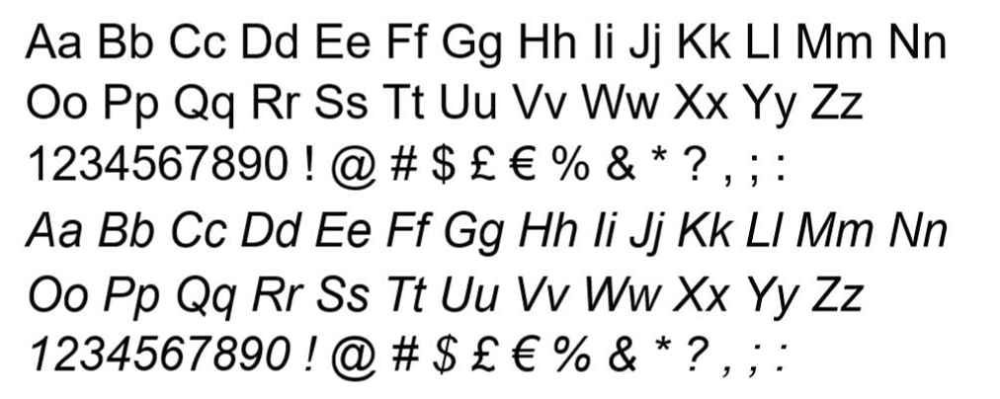 Aa Bb Cc Dd Ee Ff Gg Hh Ii Jj Kk Ll Mm Nn
Oo Pp Qq Rr Ss Tt Uu Vv Ww Xx Yy Zz
1234567890 ! @ # $ £ € % & * ? , ; :
Aa Bb Cc Dd Ee Ff Gg Hh Ii Jj Kk Ll Mm Nn
Oo Pp Qq Rr Ss Tt Uu Vv Ww Xx Yy Zz
1234567890 ! @ # $ £ € % & * ? , ; :